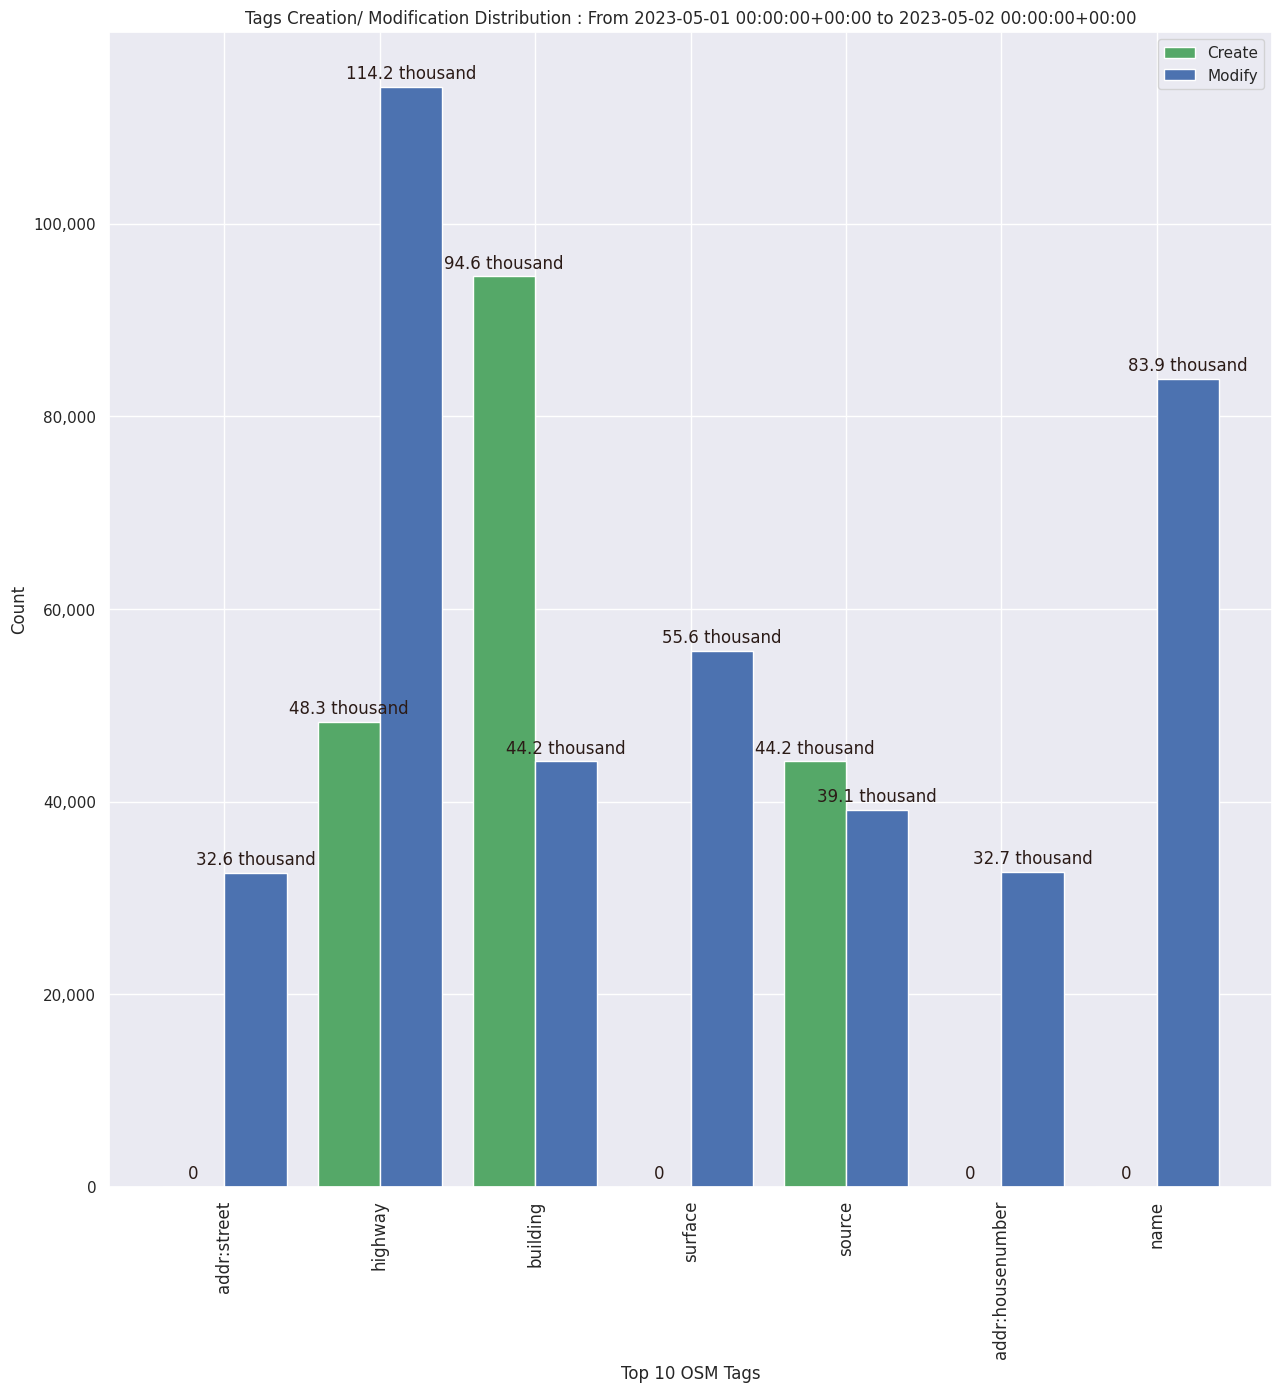 Tags Creation/ Modification Distribution : From 2023-05-01 00:00:00+00:00 to 2023-05-02 00:00:00+00:00
Create
Modify
114.2 thousand
94.6 thousand
83.9 thousand
55.6 thousand
48.3 thousand
44.2 thousand
44.2 thousand
39.1 thousand
32.6 thousand
32.7 thousand
0
0
0
0
100,000
80,000
60,000
40,000
20,000
0
Count
addr:street
highway
building
surface
source
addr:housenumber
name
Top 10 OSM Tags